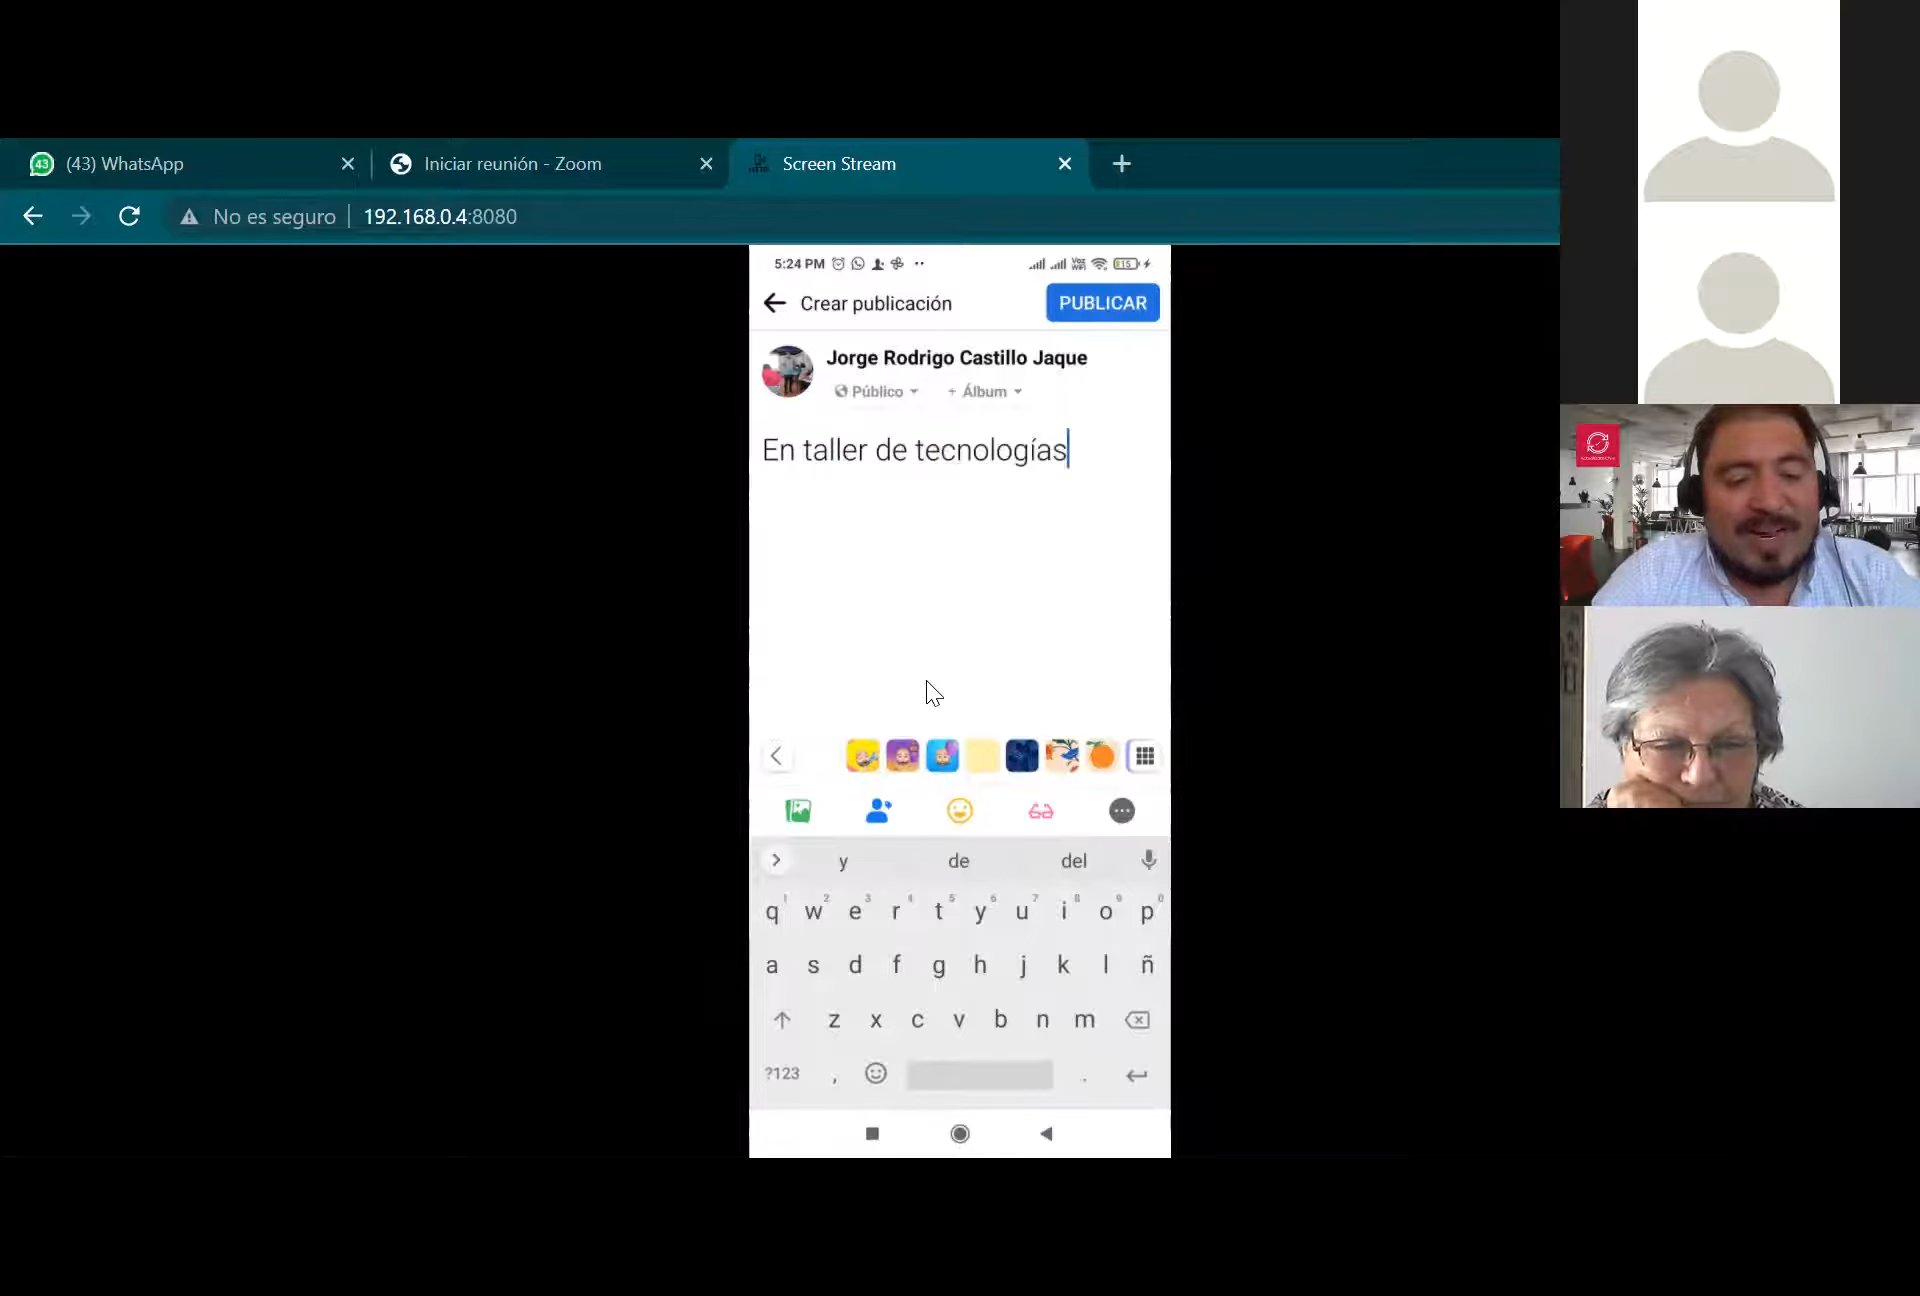 (43) WhatsApp
Iniciar reunión - Zoom
Screen Stream
No es seguro
192.168.0.4:8080
5:24 PM
Crear publicación
PUBLICAR
Jorge Rodrigo Castillo Jaque
Público
+ Álbum
En taller de tecnologías
y de del
q w e r t y u i o p
a s d f g h j k l ñ
z x c v b n m
?123 , .